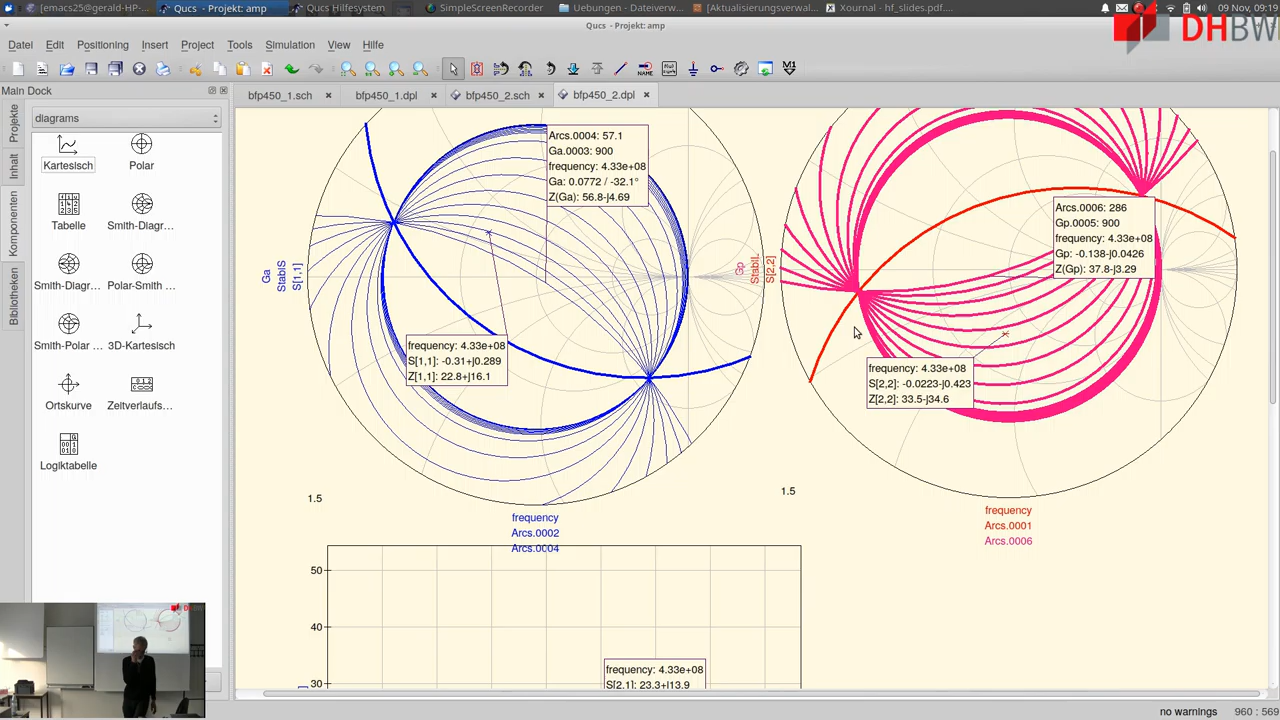 [emacs25@gerald-HP-...
Qucs - Projekt: amp
Qucs Hilfesystem
SimpleScreenRecorder
Uebungen - Dateiverw...
[Aktualisierungsverwal...
Xournal - hf_slides.pdf...
09 Nov, 09:19
DHBW
Qucs - Projekt: amp
Datei Edit Positioning Insert Projekt Tools Simulation View Hilfe
Main Dock
bfp450_1.sch
bfp450_1.dpl
bfp450_2.sch
bfp450_2.dpl
Projekte
Inhalt
Komponenten
Bibliotheken
diagrams
Kartesisch
Polar
Tabelle
Smith-Diagr...
Smith-Diagr...
Polar-Smith ...
Smith-Polar ...
3D-Kartesisch
Ortskurve
Zeitverlaufs...
Logiktabelle
Ga
StabiS
S[1,1]
Arcs.0004: 57.1
Ga.0003: 900
frequency: 4.33e+08
Ga: 0.0772 / -32.1°
Z(Ga): 56.8-j4.69
frequency: 4.33e+08
S[1,1]: -0.31+j0.289
Z[1,1]: 22.8+j16.1
1.5
frequency
Arcs.0002
Arcs.0004
Gp
StabiL
S[2,2]
Arcs.0006: 286
Gp.0005: 900
frequency: 4.33e+08
Gp: -0.138-j0.0426
Z(Gp): 37.8-j3.29
frequency: 4.33e+08
S[2,2]: -0.0223-j0.423
Z[2,2]: 33.5-j34.6
1.5
frequency
Arcs.0001
Arcs.0006
50
40
30
frequency: 4.33e+08
S[2,1]: 23.3+j13.9
no warnings
960 : 569